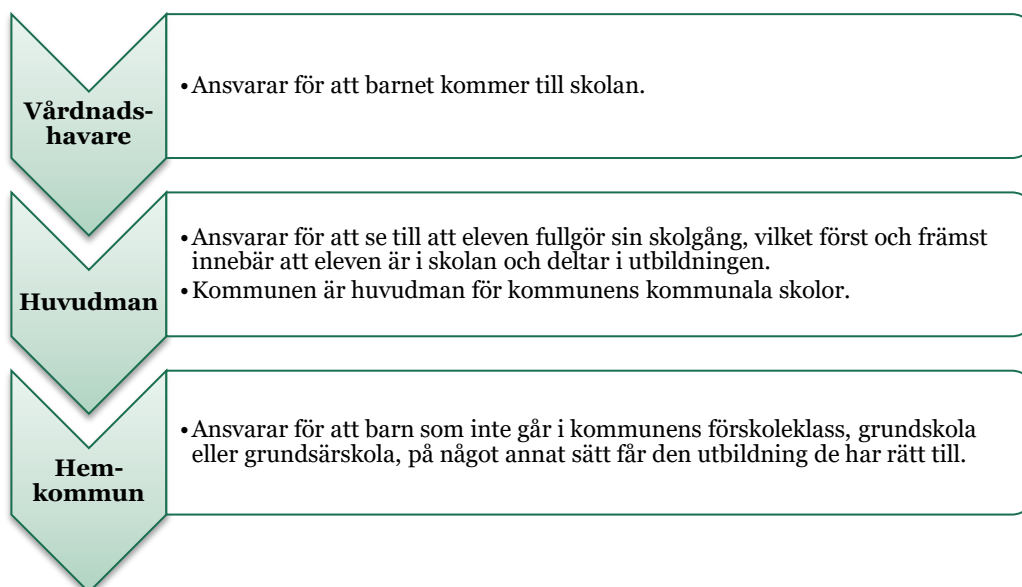 Vårdnads-
havare
•Ansvarar för att barnet kommer till skolan.
Huvudman
•Ansvarar för att se till att eleven fullgör sin skolgång, vilket först och främst
innebär att eleven är i skolan och deltar i utbildningen.
•Kommunen är huvudman för kommunens kommunala skolor.
Hem-
kommun
•Ansvarar för att barn som inte går i kommunens förskoleklass, grundskola
eller grundsärskola, på något annat sätt får den utbildning de har rätt till.